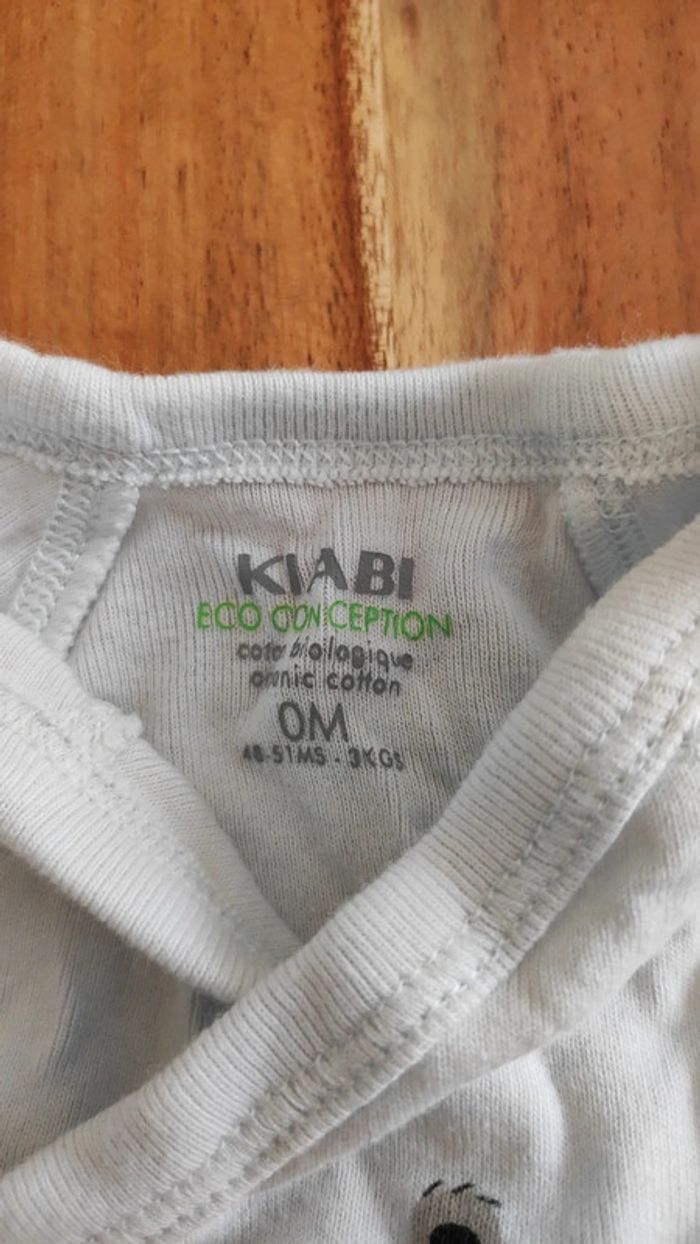 KIABI
ECO CONCEPTION
coton biologique
organic cotton
0M
48-51CMS - 3KGS